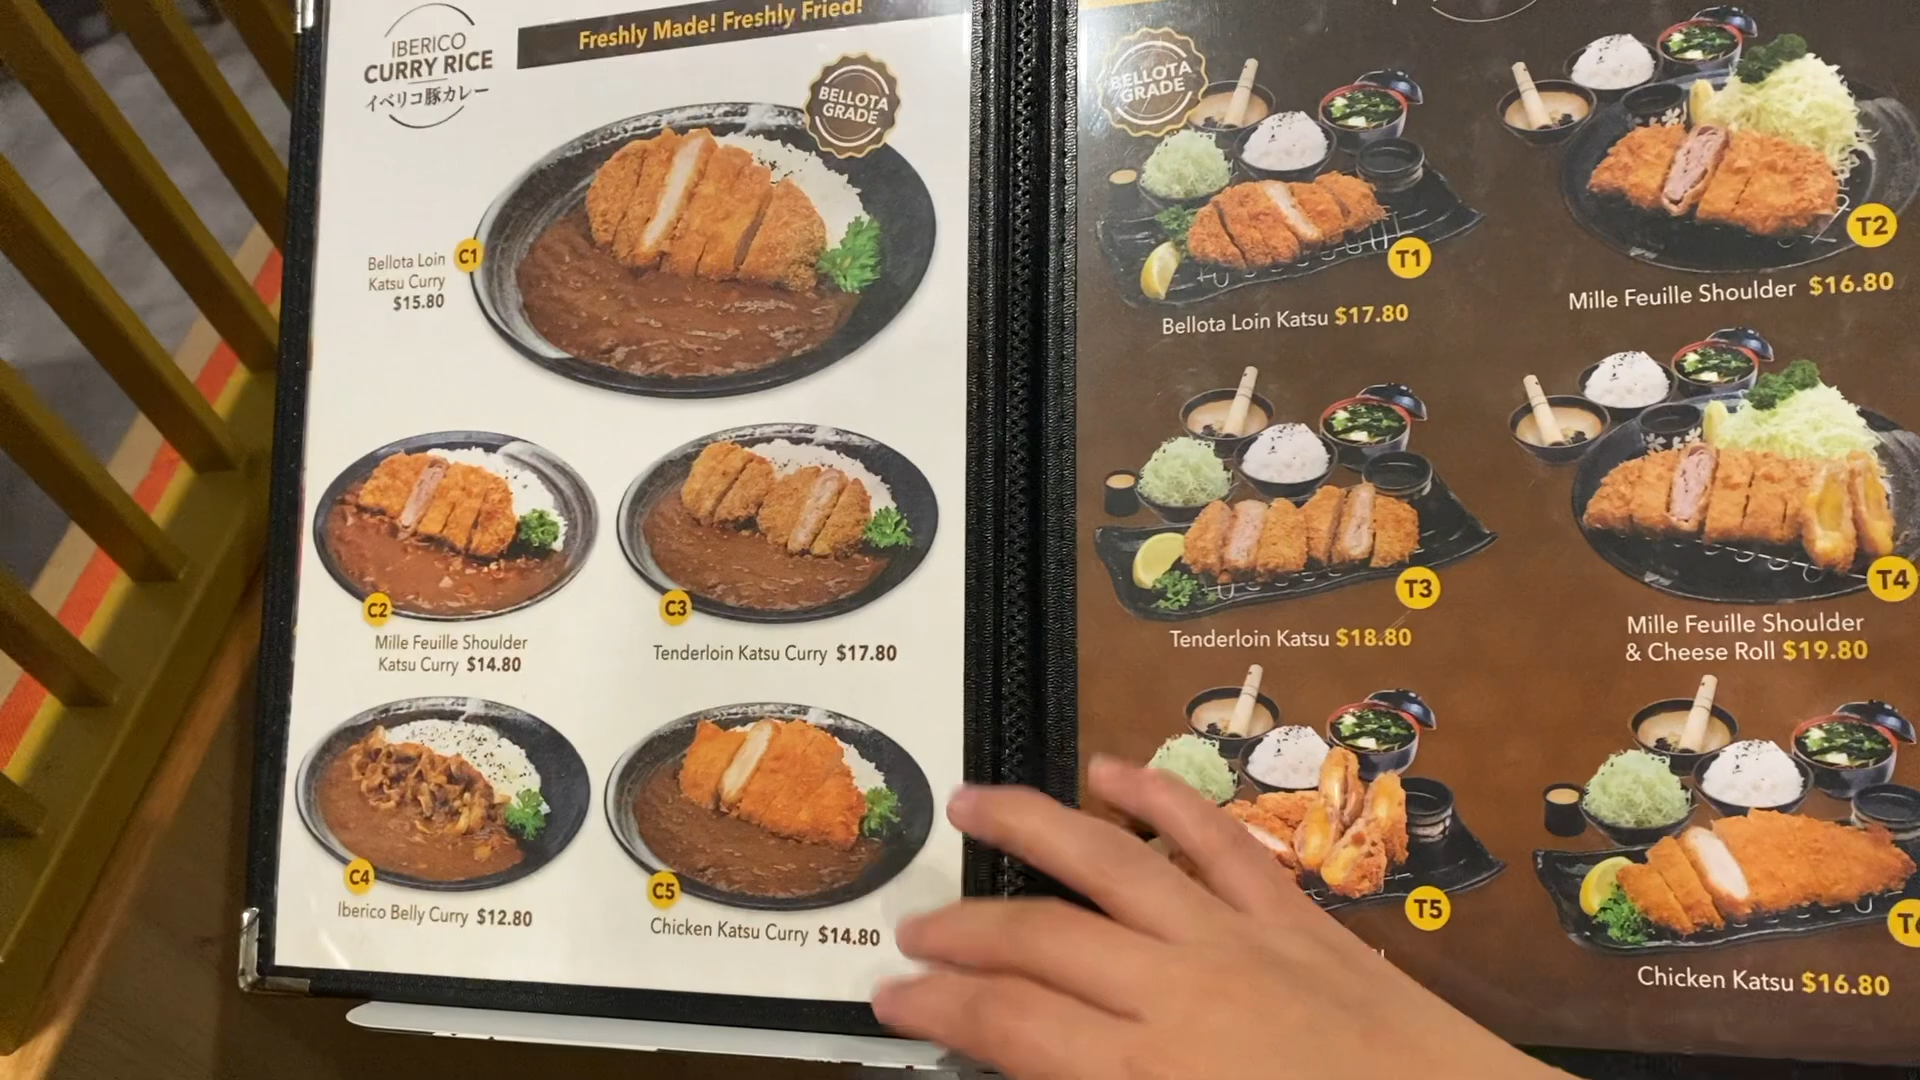 IBERICO
CURRY RICE
イベリコ豚カレー
Freshly Made! Freshly Fried!
BELLOTA
GRADE
Bellota Loin
Katsu Curry
$15.80
C1
C2
Mille Feuille Shoulder
Katsu Curry $14.80
C3
Tenderloin Katsu Curry $17.80
C4
Iberico Belly Curry $12.80
C5
Chicken Katsu Curry $14.80
BELLOTA
GRADE
T1
Bellota Loin Katsu $17.80
T2
Mille Feuille Shoulder $16.80
T3
Tenderloin Katsu $18.80
T4
Mille Feuille Shoulder
& Cheese Roll $19.80
T5
Chicken Katsu $16.80